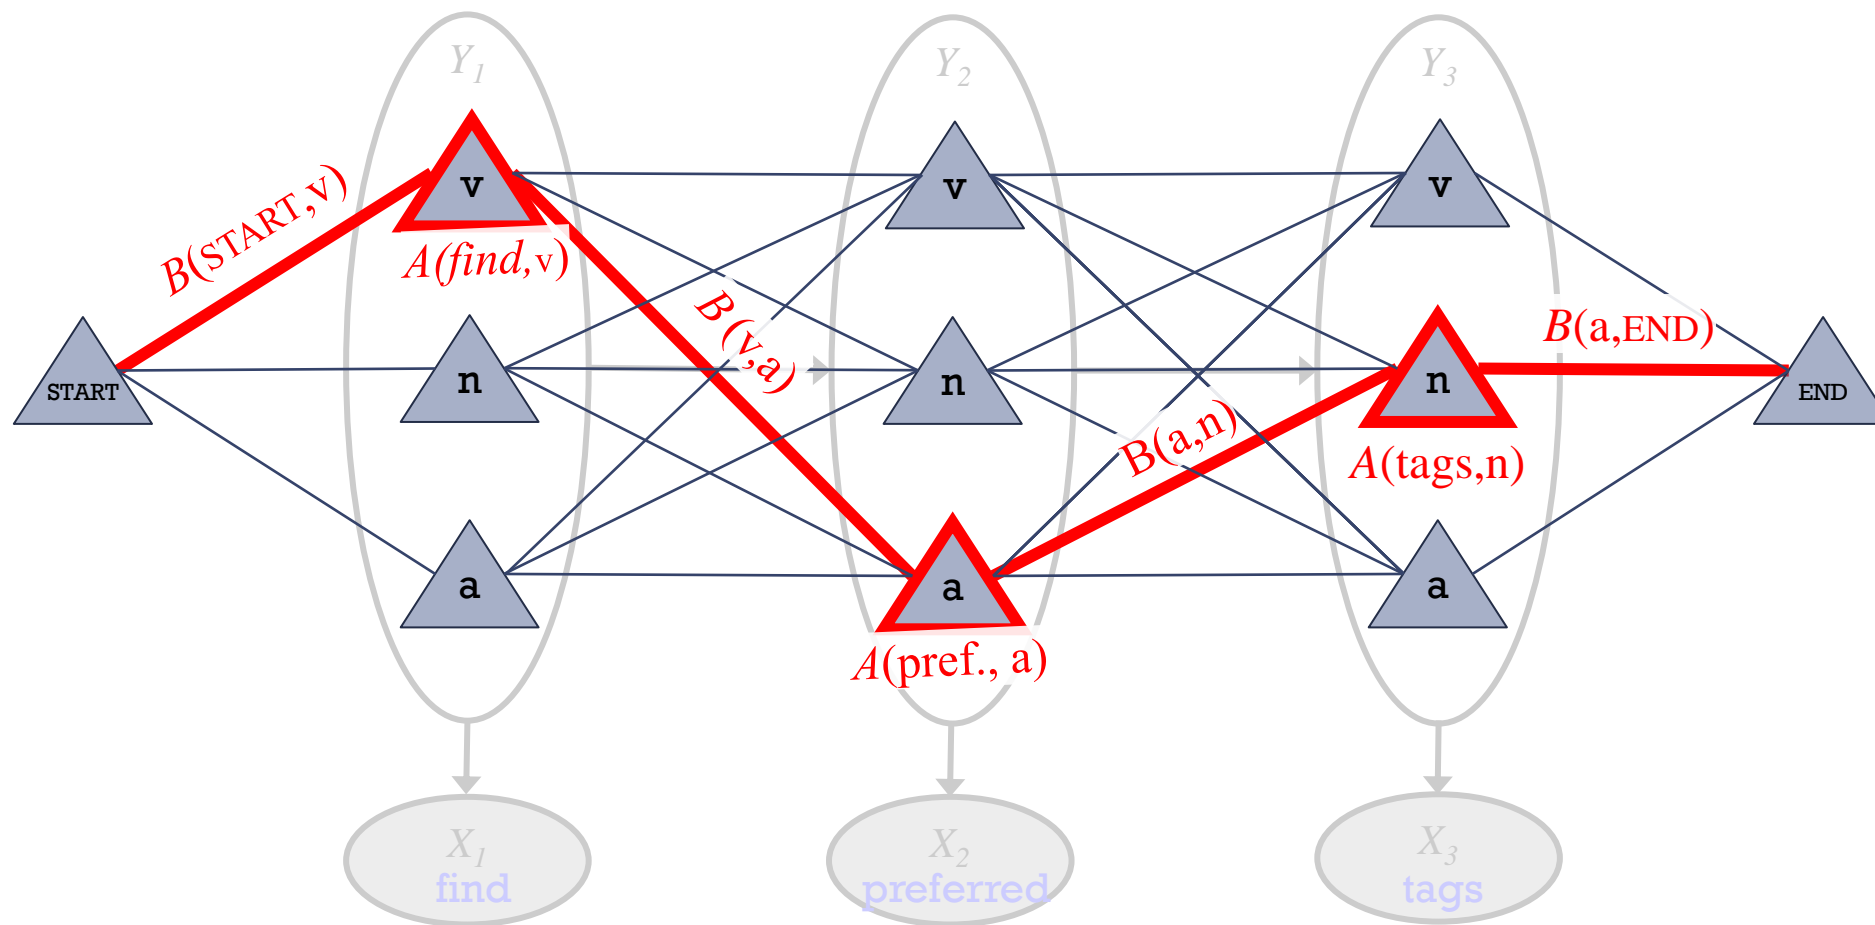 Y1
Y2
Y3
v
v
v
B(START,v)
A(find,v)
B (v,a)
B(a,END)
START
n
n
n
END
B(a,n)
A(tags,n)
a
a
a
A(pref., a)
X1
X2
X3
find
preferred
tags